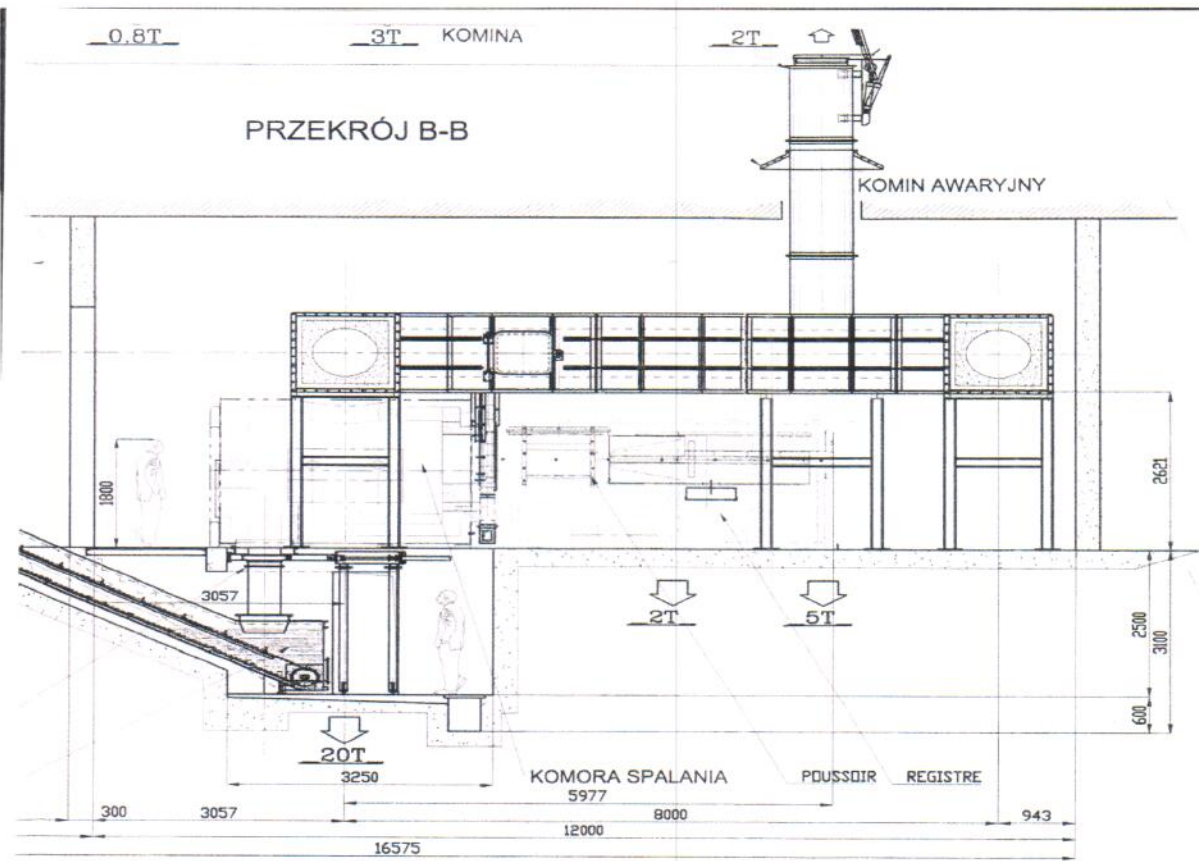 0.8T 3T KOMINA 2T
PRZEKRÓJ B-B
KOMIN AWARYJNY
1800
2621
3057
2T 5T
2500
3100
600
20T
3250
KOMORA SPALANIA POUSSOIR REGISTRE
5977
300 3057 8000 943
12000
16575